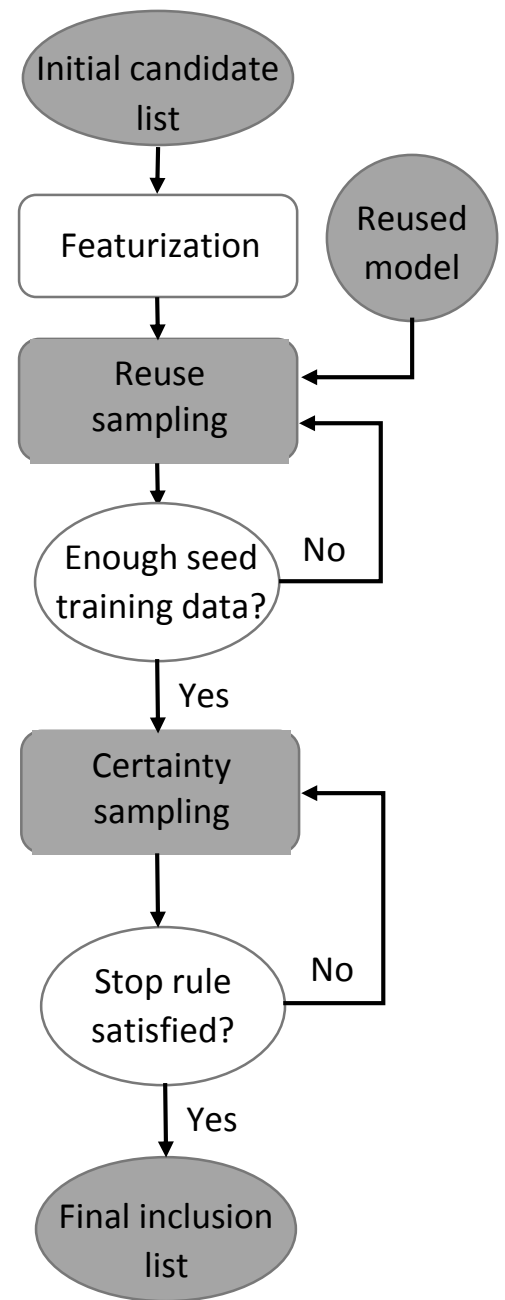 Initial candidate
list
Featurization
Reused
model
Reuse
sampling
Enough seed
training data?
No
Yes
Certainty
sampling
Stop rule
satisfied?
No
Yes
Final inclusion
list